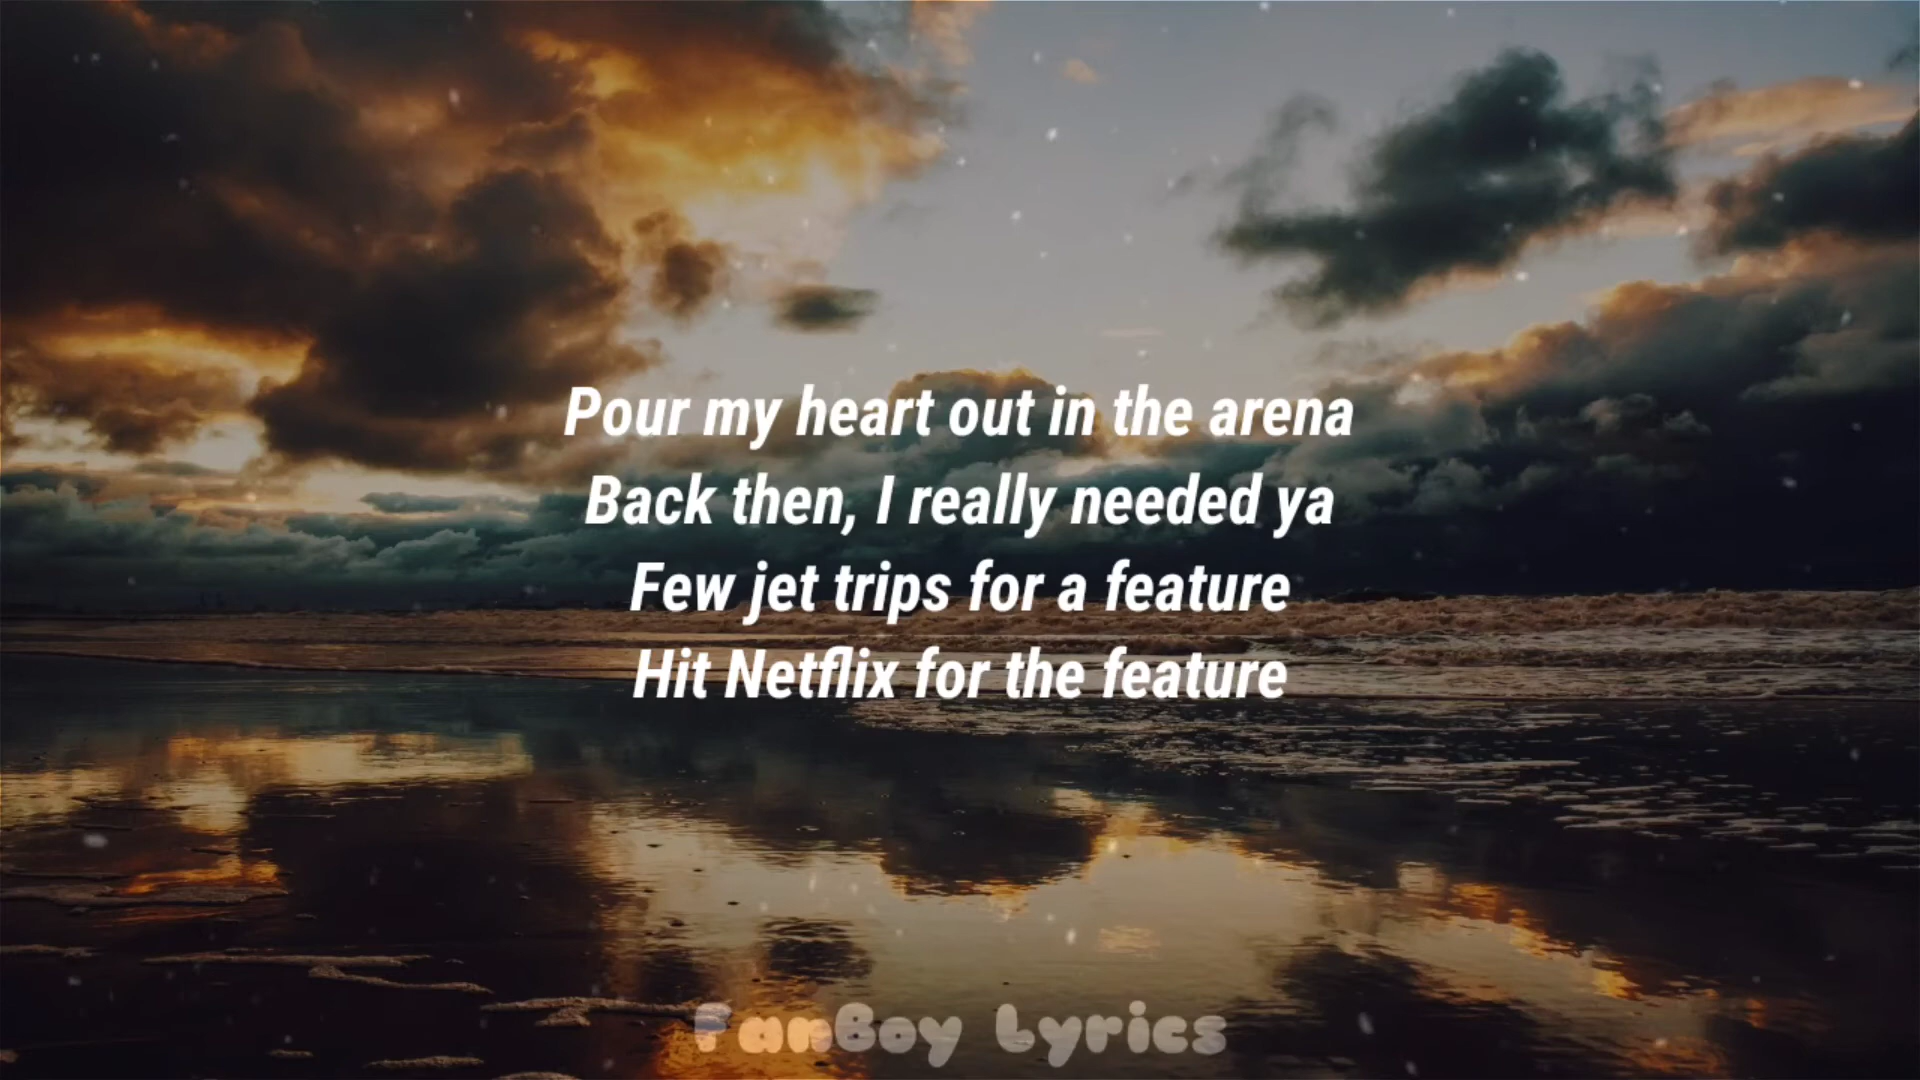 Pour my heart out in the arena
Back then, I really needed ya
Few jet trips for a feature
Hit Netflix for the feature
FanBoy Lyrics